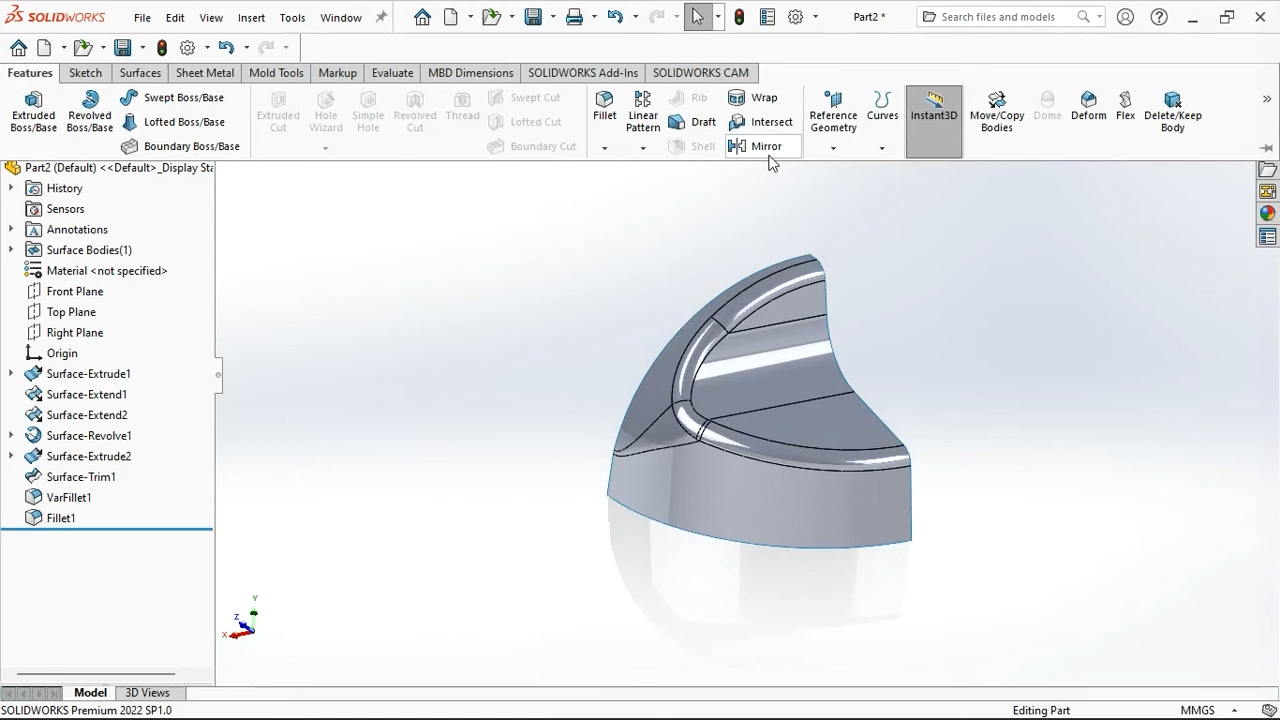 SOLIDWORKS File Edit View Insert Tools Window Part2 * Search files and models
Features Sketch Surfaces Sheet Metal Mold Tools Markup Evaluate MBD Dimensions SOLIDWORKS Add-Ins SOLIDWORKS CAM
Extruded Boss/Base
Revolved Boss/Base
Swept Boss/Base
Lofted Boss/Base
Boundary Boss/Base
Extruded Cut
Hole Wizard
Simple Hole
Revolved Cut
Thread
Swept Cut
Lofted Cut
Boundary Cut
Fillet
Linear Pattern
Rib
Draft
Shell
Wrap
Intersect
Mirror
Reference Geometry
Curves
Instant3D
Move/Copy Bodies
Dome
Deform
Flex
Delete/Keep Body
Part2 (Default) <<Default>_Display Sta
History
Sensors
Annotations
Surface Bodies(1)
Material <not specified>
Front Plane
Top Plane
Right Plane
Origin
Surface-Extrude1
Surface-Extend1
Surface-Extend2
Surface-Revolve1
Surface-Extrude2
Surface-Trim1
VarFillet1
Fillet1
Y
Z
X
Model 3D Views
SOLIDWORKS Premium 2022 SP1.0 Editing Part MMGS